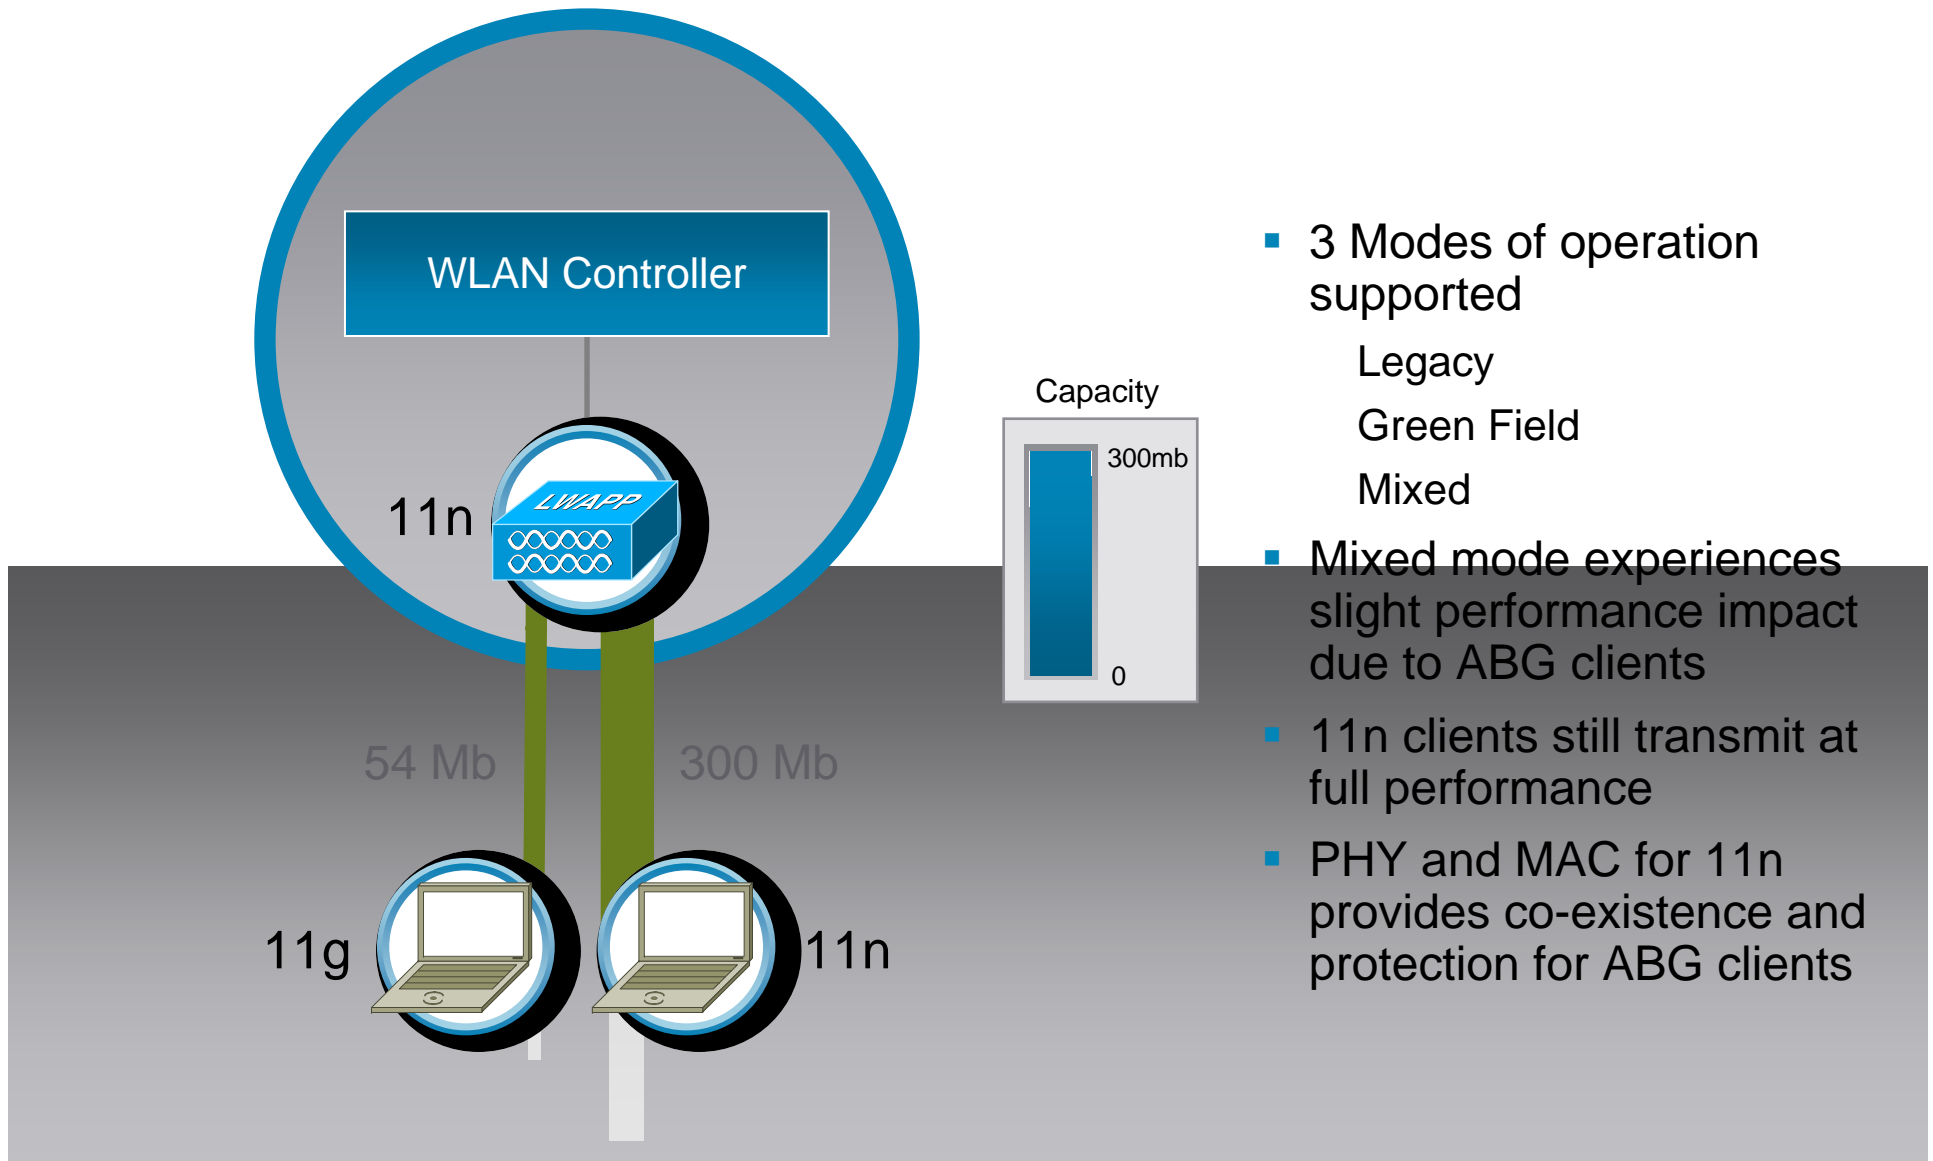 WLAN Controller
11n
LWAPP
54 Mb
300 Mb
11g
11n
Capacity
300mb
0
3 Modes of operation
supported
Legacy
Green Field
Mixed
Mixed mode experiences
slight performance impact
due to ABG clients
11n clients still transmit at
full performance
PHY and MAC for 11n
provides co-existence and
protection for ABG clients